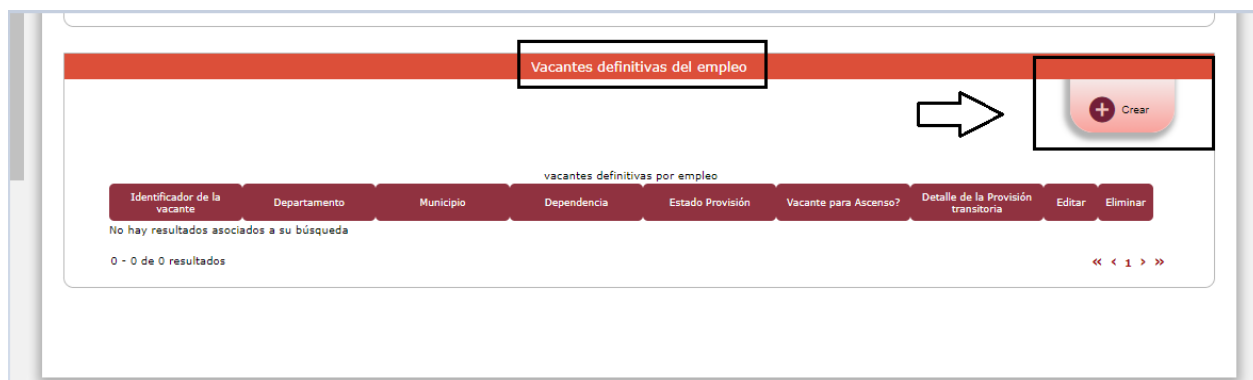 Vacantes definitivas del empleo
Crear
vacantes definitivas por empleo
Identificador de la
vacante
Departamento
Municipio
Dependencia
Estado Provisión
Vacante para Ascenso?
Detalle de la Provisión
transitoria
Editar
Eliminar
No hay resultados asociados a su búsqueda
0 - 0 de 0 resultados
« ‹ 1 › »